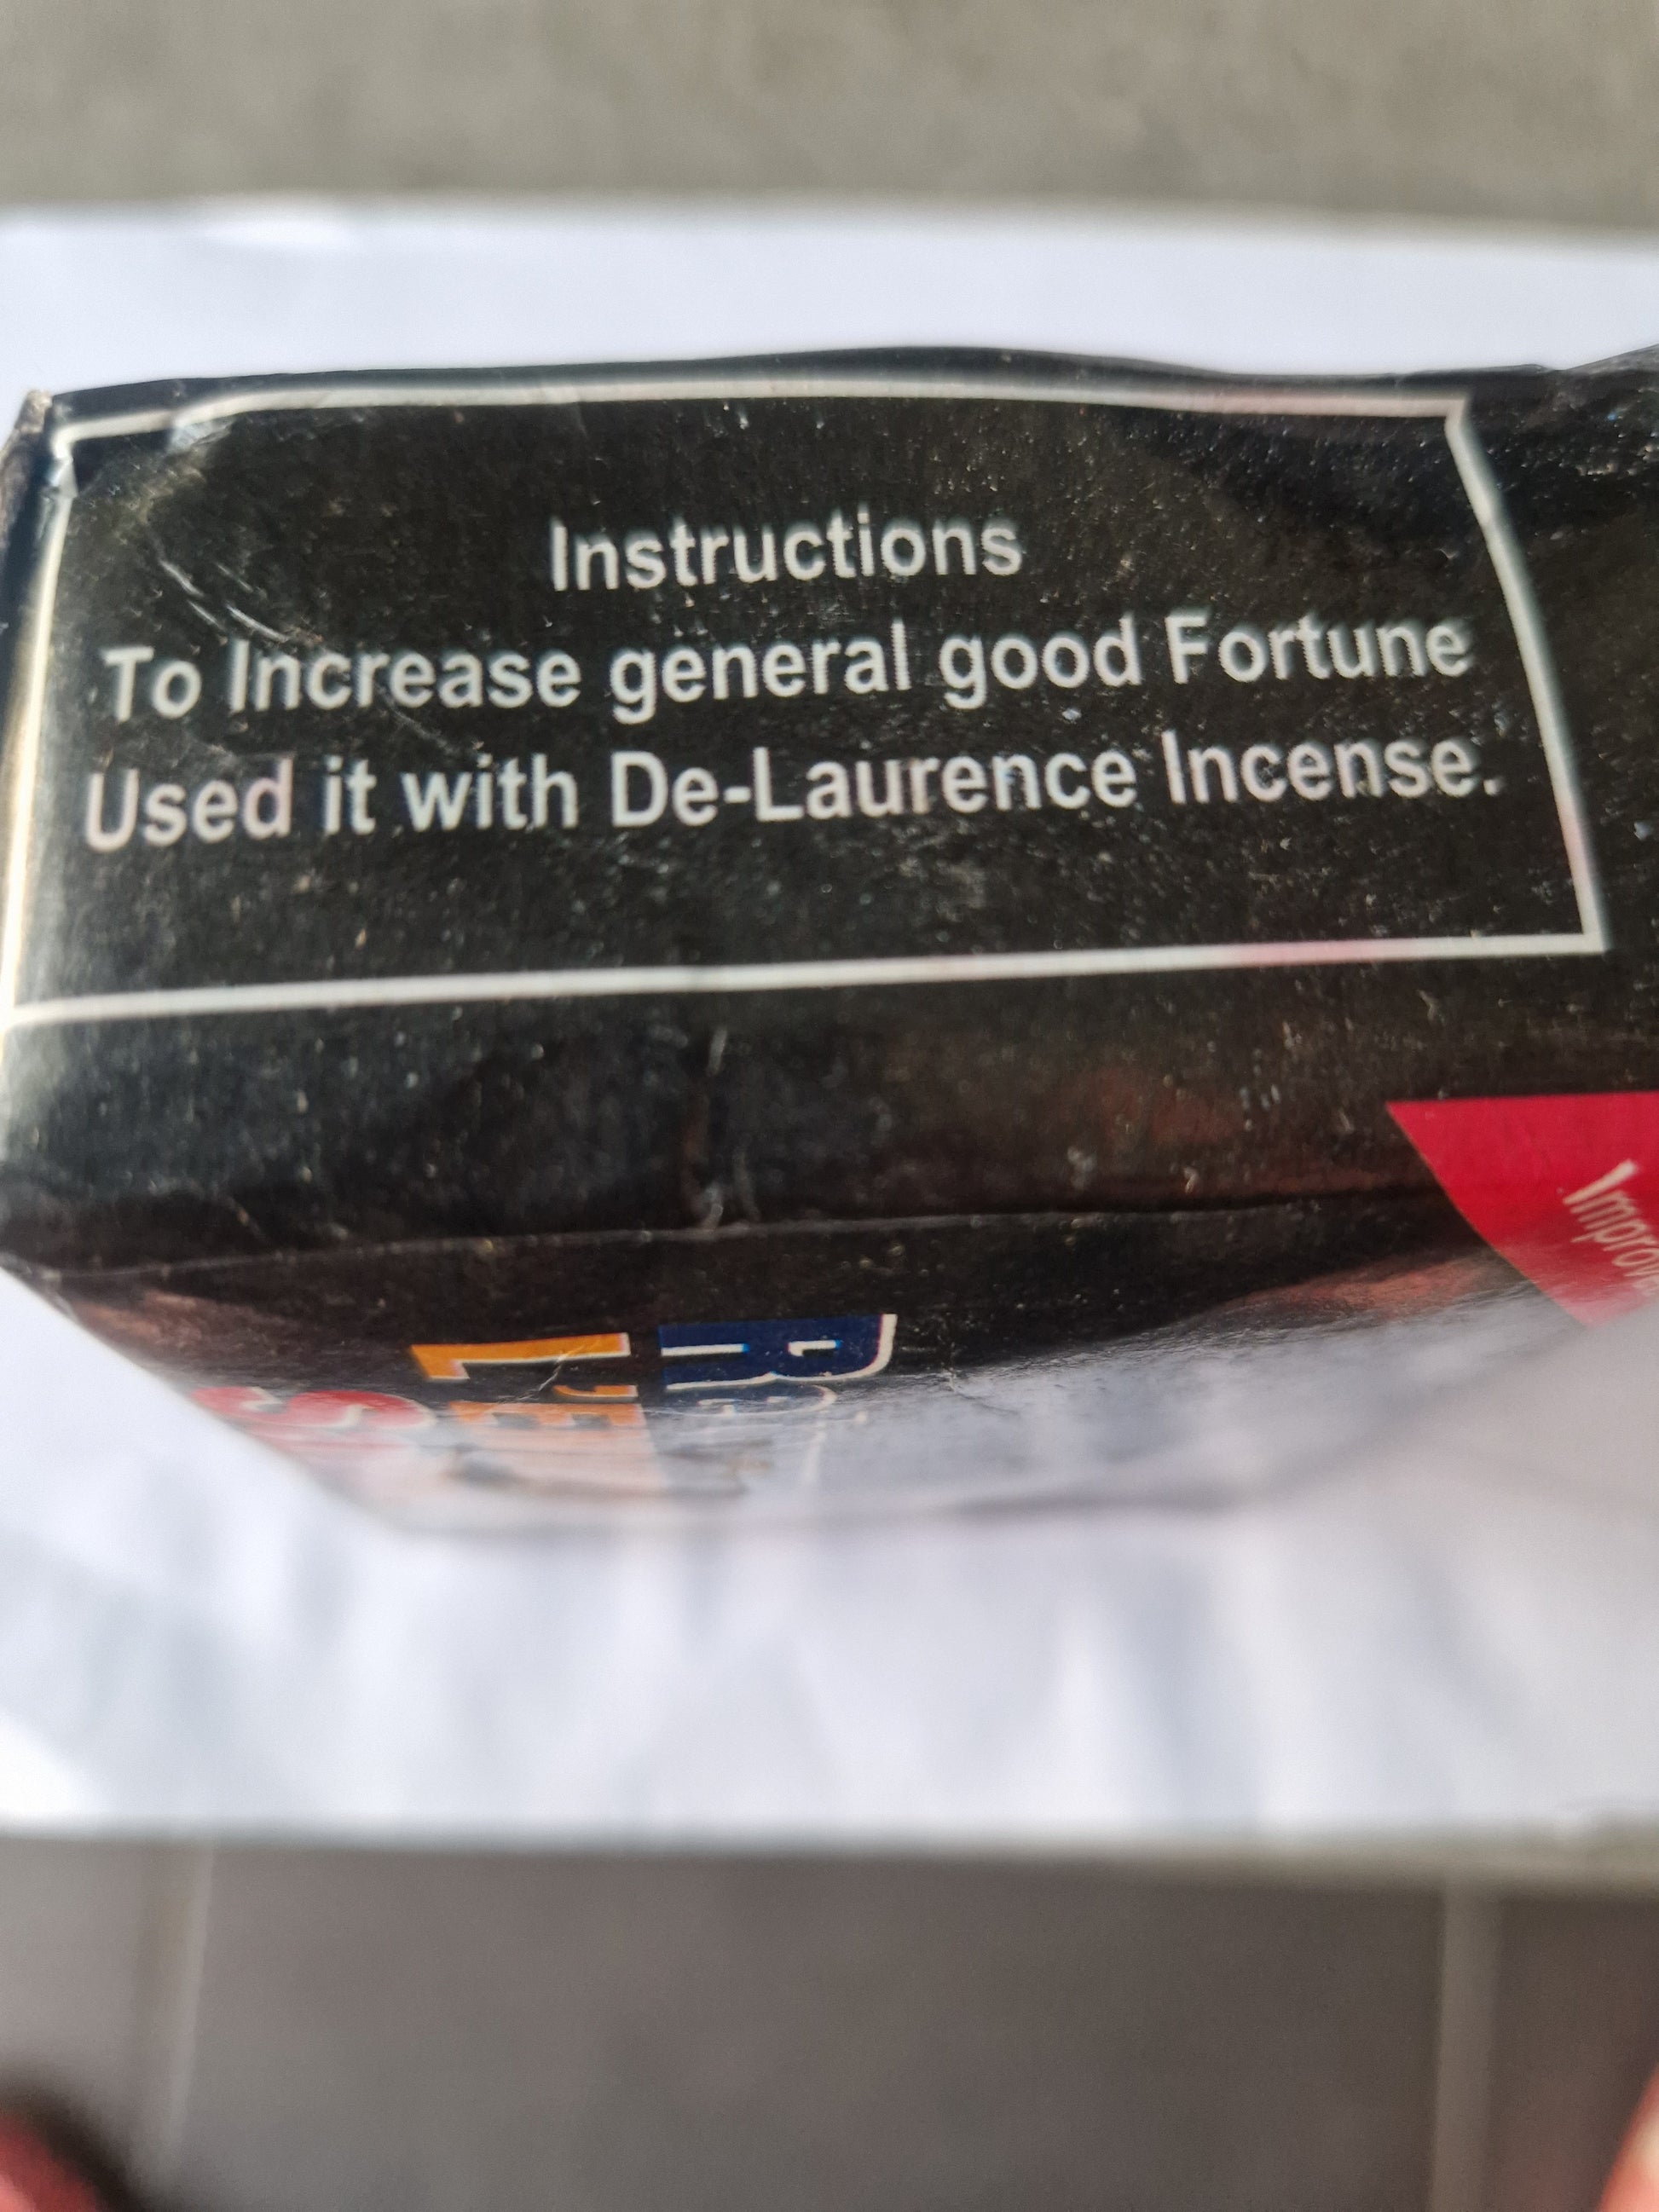 Instructions
To Increase general good Fortune
Used it with De-Laurence Incense.